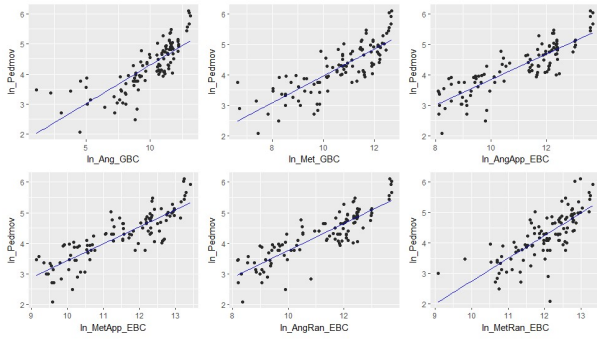 ln_Pedmov ln_Pedmov ln_Pedmov
6 6 6
5 5 5
4 4 4
3 3 3
2 2 2
5 10 8 10 12 8 10 12
ln_Ang_GBC ln_Met_GBC ln_AngApp_EBC
ln_Pedmov ln_Pedmov ln_Pedmov
6 6 6
5 5 5
4 4 4
3 3 3
2 2 2
9 10 11 12 13 8 10 12 9 10 11 12 13
ln_MetApp_EBC ln_AngRan_EBC ln_MetRan_EBC